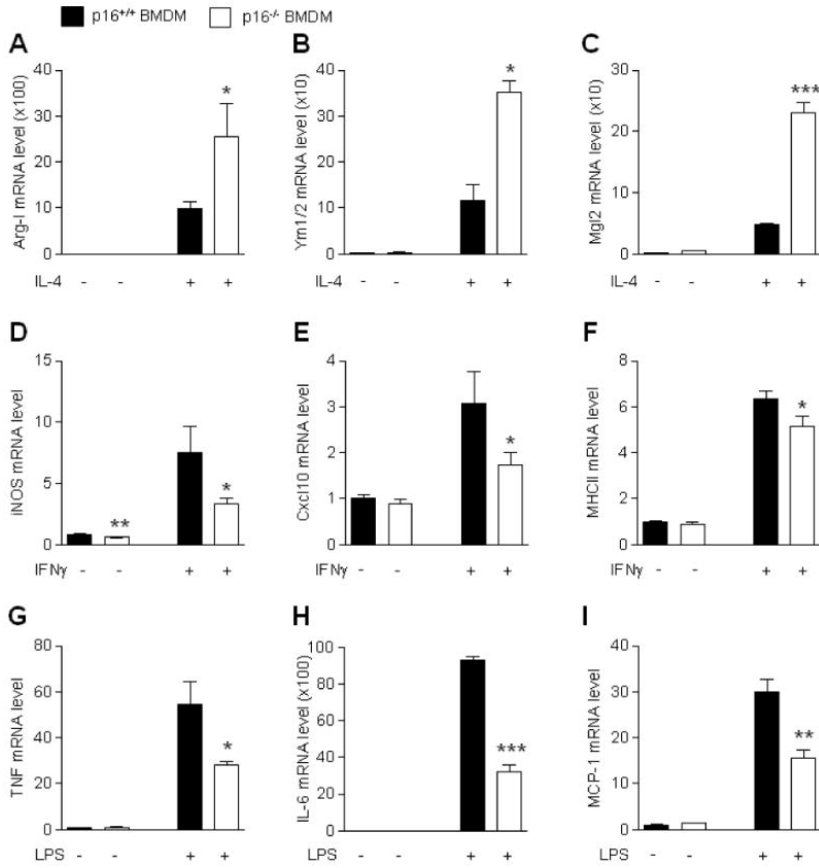 p16+/+ BMDM p16-/- BMDM
A
Arg-I mRNA level (x100)
40
30
20
10
0
*
IL-4 - - + +
B
Ym1/2 mRNA level (x10)
40
30
20
10
0
*
IL-4 - - + +
C
Mgl2 mRNA level (x10)
30
20
10
0
***
IL-4 - - + +
D
iNOS mRNA level
15
10
5
0
**
*
IFNγ - - + +
E
Cxcl10 mRNA level
4
3
2
1
0
*
IFNγ - - + +
F
MHCII mRNA level
8
6
4
2
0
*
IFNγ - - + +
G
TNF mRNA level
80
60
40
20
0
*
LPS - - + +
H
IL-6 mRNA level (x100)
100
80
60
40
20
0
***
LPS - - + +
I
MCP-1 mRNA level
40
30
20
10
0
**
LPS - - + +